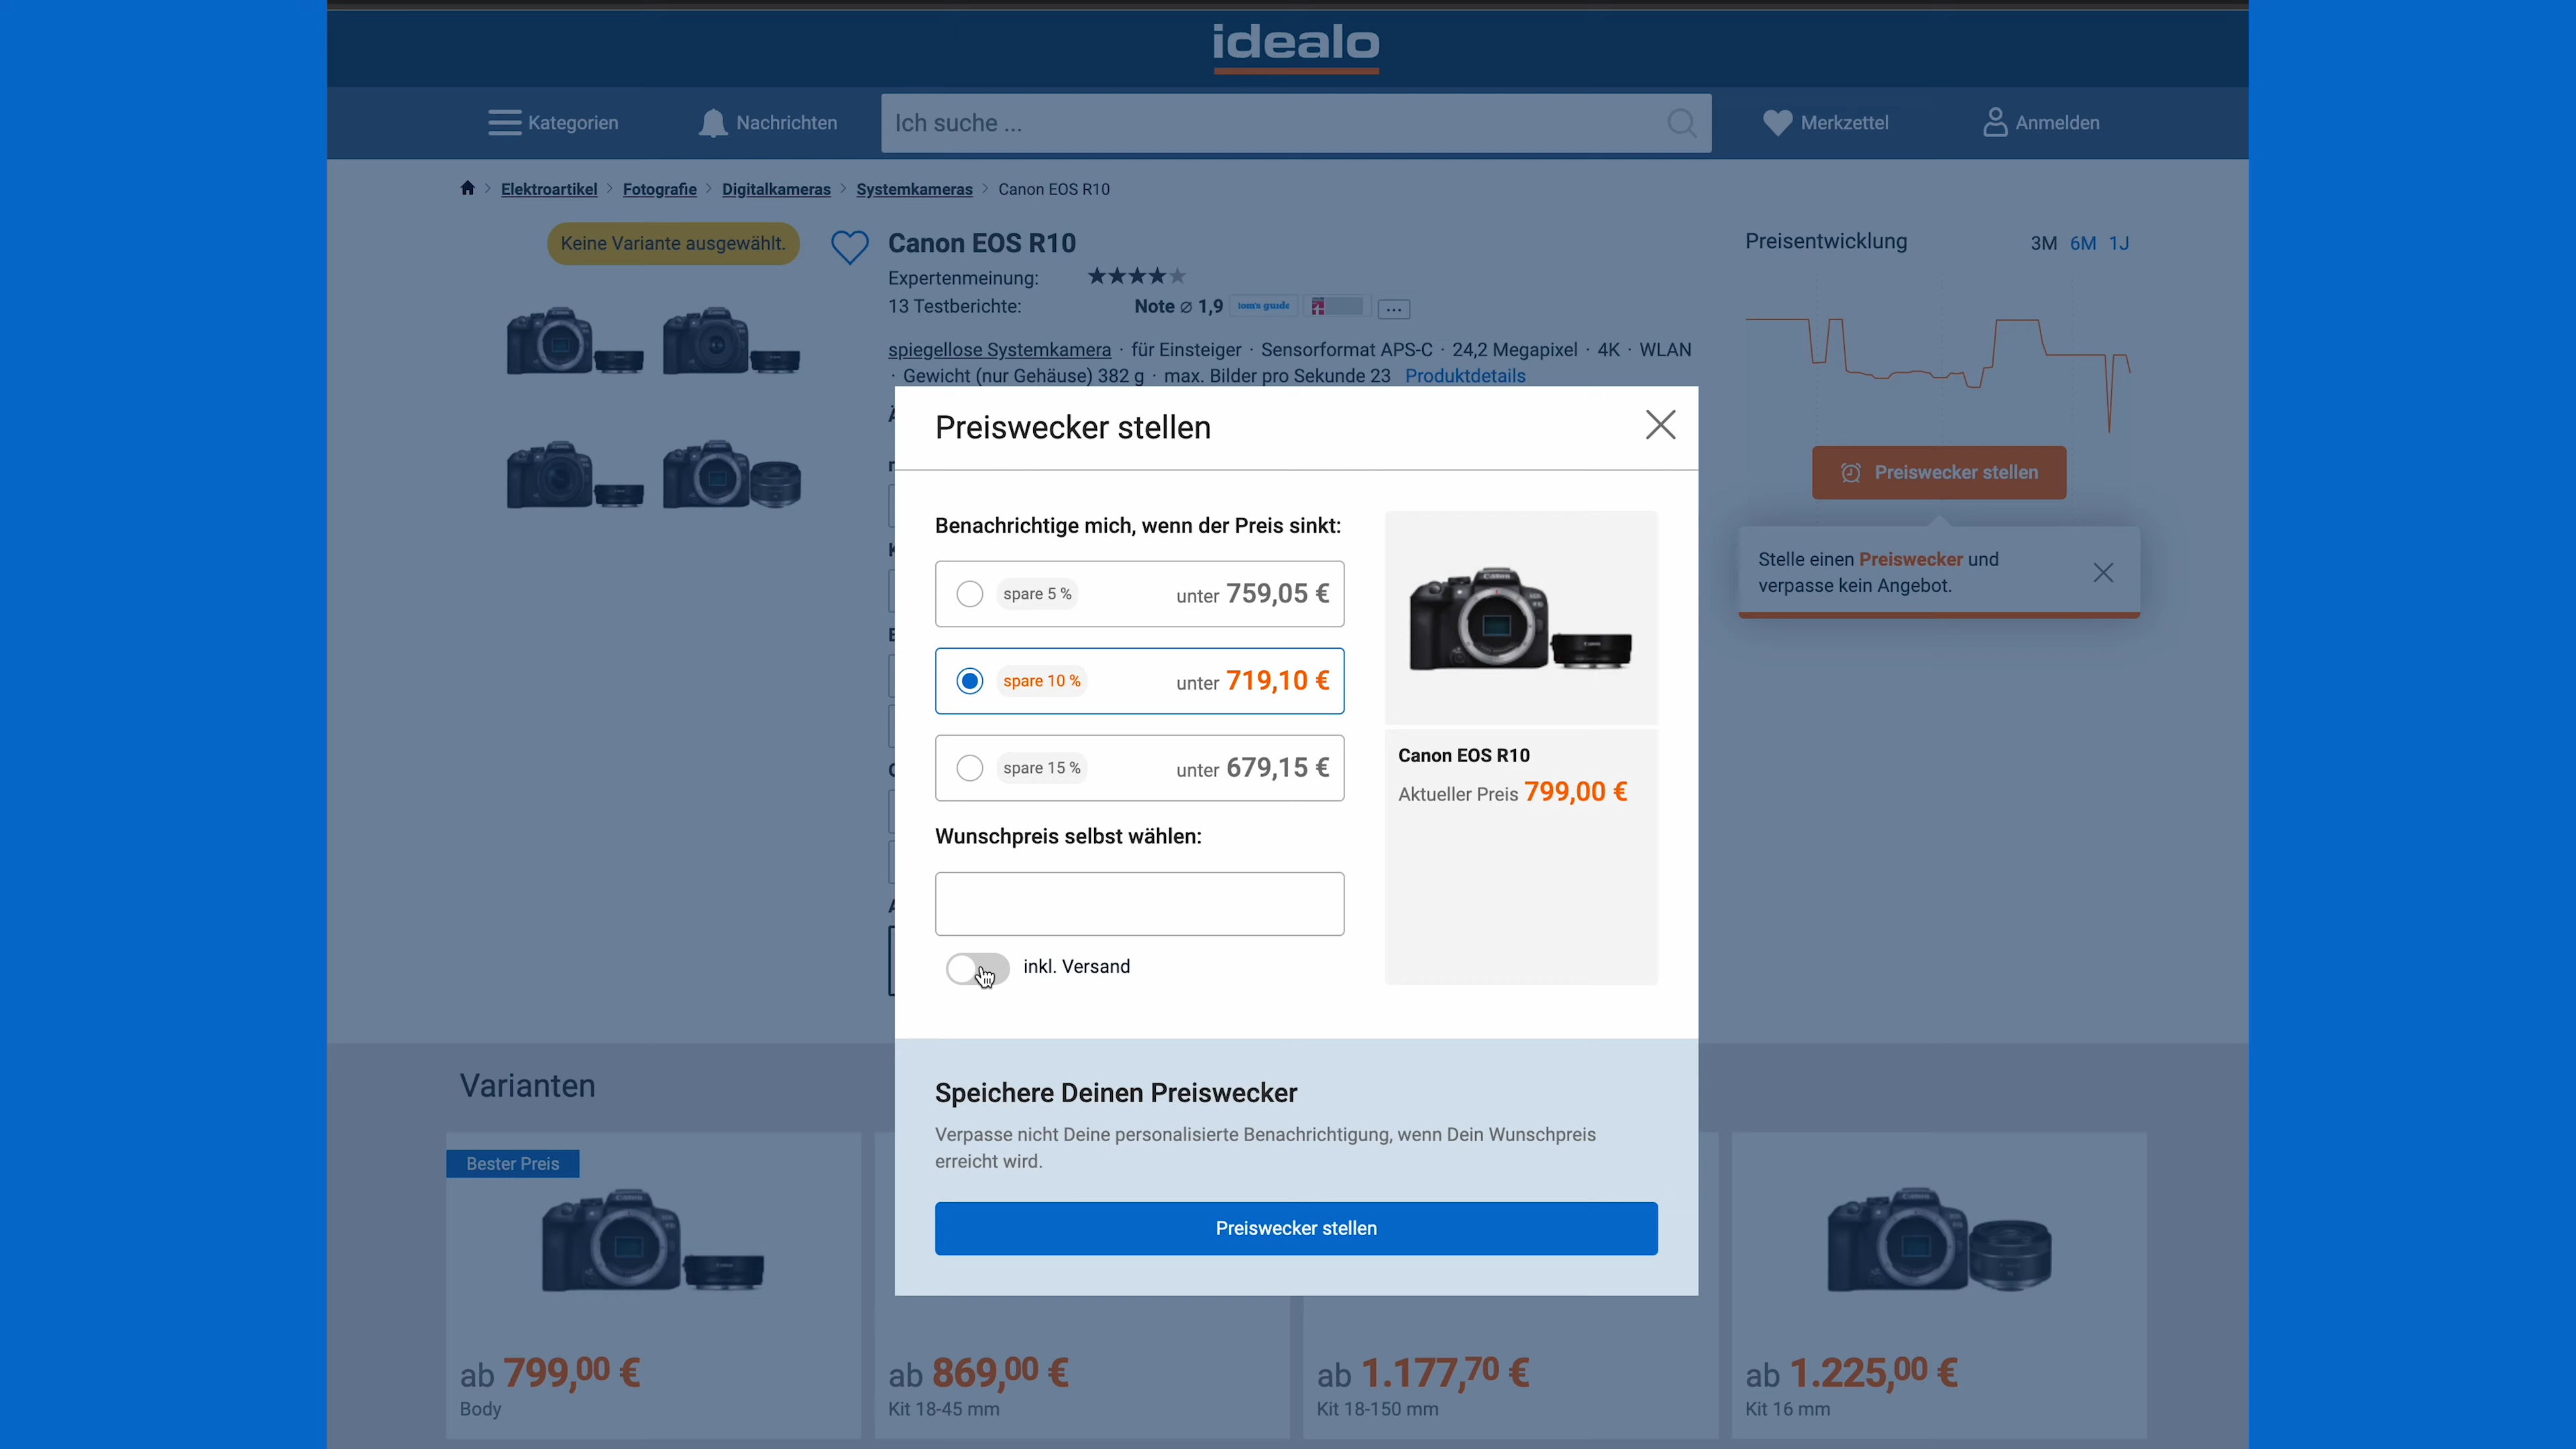 idealo
Kategorien
Nachrichten
Ich suche ...
Merkzettel
Anmelden
Elektroartikel > Fotografie > Digitalkameras > Systemkameras > Canon EOS R10
Keine Variante ausgewählt.
Canon EOS R10
Expertenmeinung:
13 Testberichte:
Note ⌀ 1,9
tom's guide
...
spiegellose Systemkamera · für Einsteiger · Sensorformat APS-C · 24,2 Megapixel · 4K · WLAN
· Gewicht (nur Gehäuse) 382 g · max. Bilder pro Sekunde 23 Produktdetails
Preisentwicklung
3M 6M 1J
Preiswecker stellen
Stelle einen Preiswecker und
verpasse kein Angebot.
Preiswecker stellen
Benachrichtige mich, wenn der Preis sinkt:
spare 5 % unter 759,05 €
spare 10 % unter 719,10 €
spare 15 % unter 679,15 €
Wunschpreis selbst wählen:
inkl. Versand
Canon EOS R10
Aktueller Preis 799,00 €
Speichere Deinen Preiswecker
Verpasse nicht Deine personalisierte Benachrichtigung, wenn Dein Wunschpreis
erreicht wird.
Preiswecker stellen
Varianten
Bester Preis
ab 799,00 €
Body
ab 869,00 €
Kit 18-45 mm
ab 1.177,70 €
Kit 18-150 mm
ab 1.225,00 €
Kit 16 mm